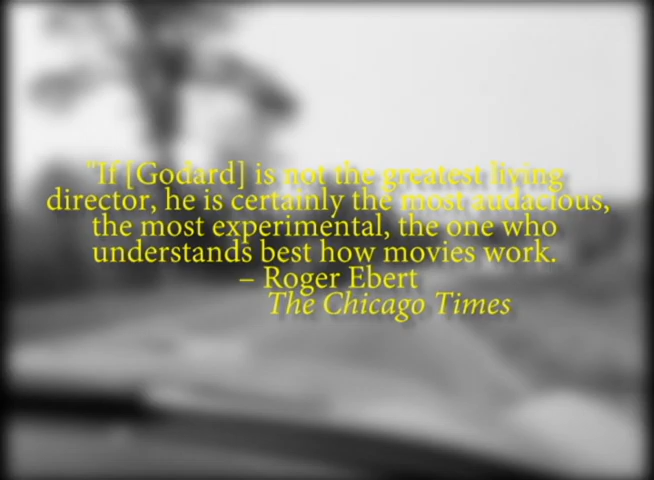 "If [Godard] is not the greatest living
director, he is certainly the most audacious,
the most experimental, the one who
understands best how movies work.
– Roger Ebert
The Chicago Times